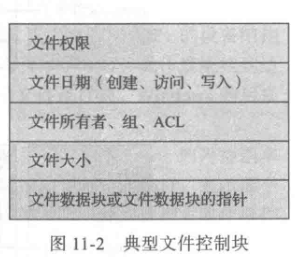 文件权限
文件日期（创建、访问、写入）
文件所有者、组、ACL
文件大小
文件数据块或文件数据块的指针
图 11-2 典型文件控制块